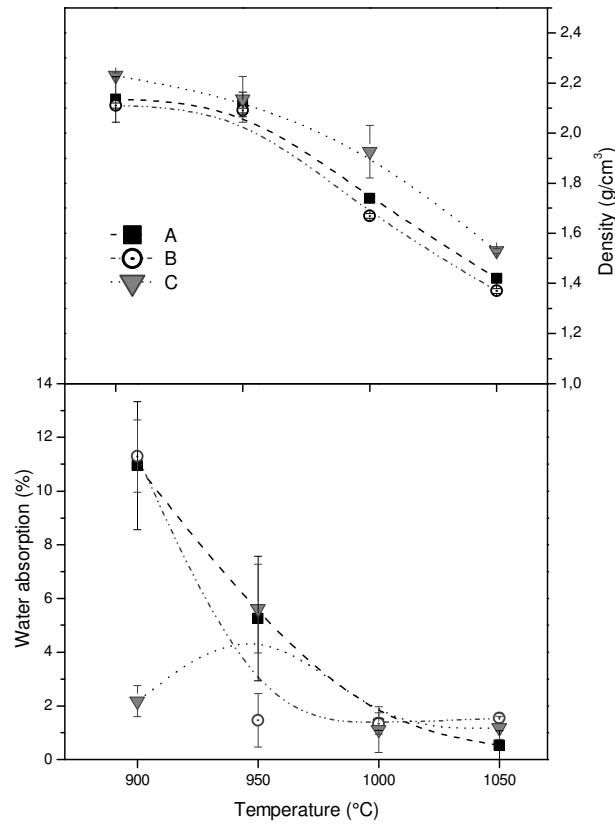 2,4
2,2
2,0
1,8
1,6
1,4
1,2
1,0
Density (g/cm³)
A
B
C
14
12
10
8
6
4
2
0
Water absorption (%)
900 950 1000 1050
Temperature (°C)